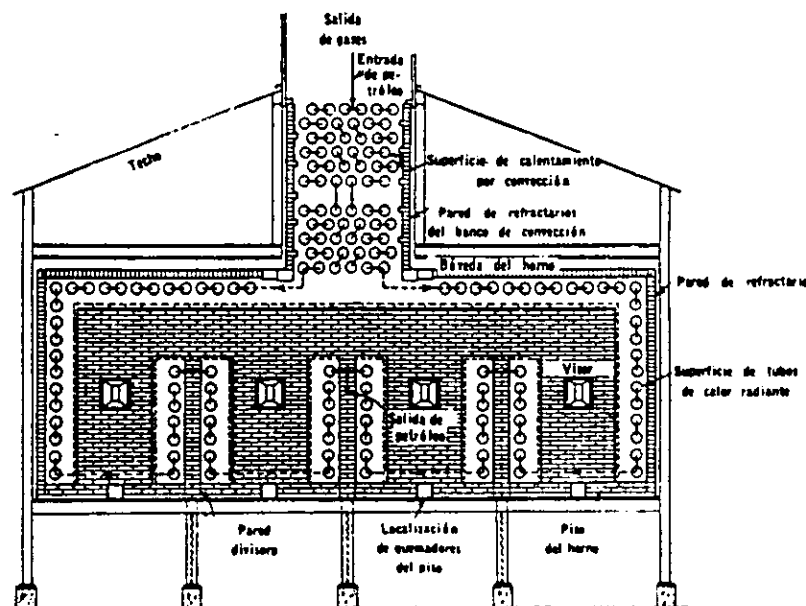 Salida
de gases
Entrada
de pe-
tróleo
Techo
Superficie de calentamiento
por convección
Pared de refractarios
del banco de convección
Bóveda del horno
Pared de refractario
Visor
Superficie de tubos
de calor radiante
Salida de
petróleo
Pared
divisora
Localización
de quemadores
del piso
Piso
del horno